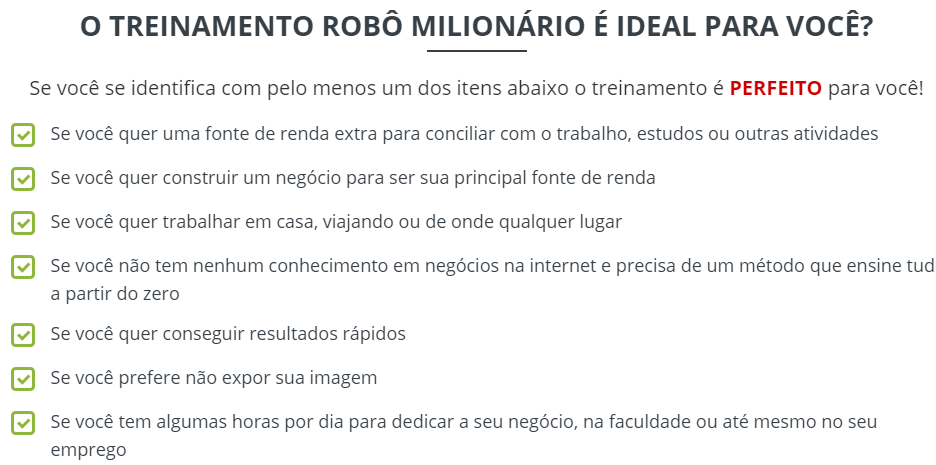 O TREINAMENTO ROBÔ MILIONÁRIO É IDEAL PARA VOCÊ?
Se você se identifica com pelo menos um dos itens abaixo o treinamento é PERFEITO para você!
Se você quer uma fonte de renda extra para conciliar com o trabalho, estudos ou outras atividades
Se você quer construir um negócio para ser sua principal fonte de renda
Se você quer trabalhar em casa, viajando ou de onde qualquer lugar
Se você não tem nenhum conhecimento em negócios na internet e precisa de um método que ensine tud
a partir do zero
Se você quer conseguir resultados rápidos
Se você prefere não expor sua imagem
Se você tem algumas horas por dia para dedicar a seu negócio, na faculdade ou até mesmo no seu
emprego